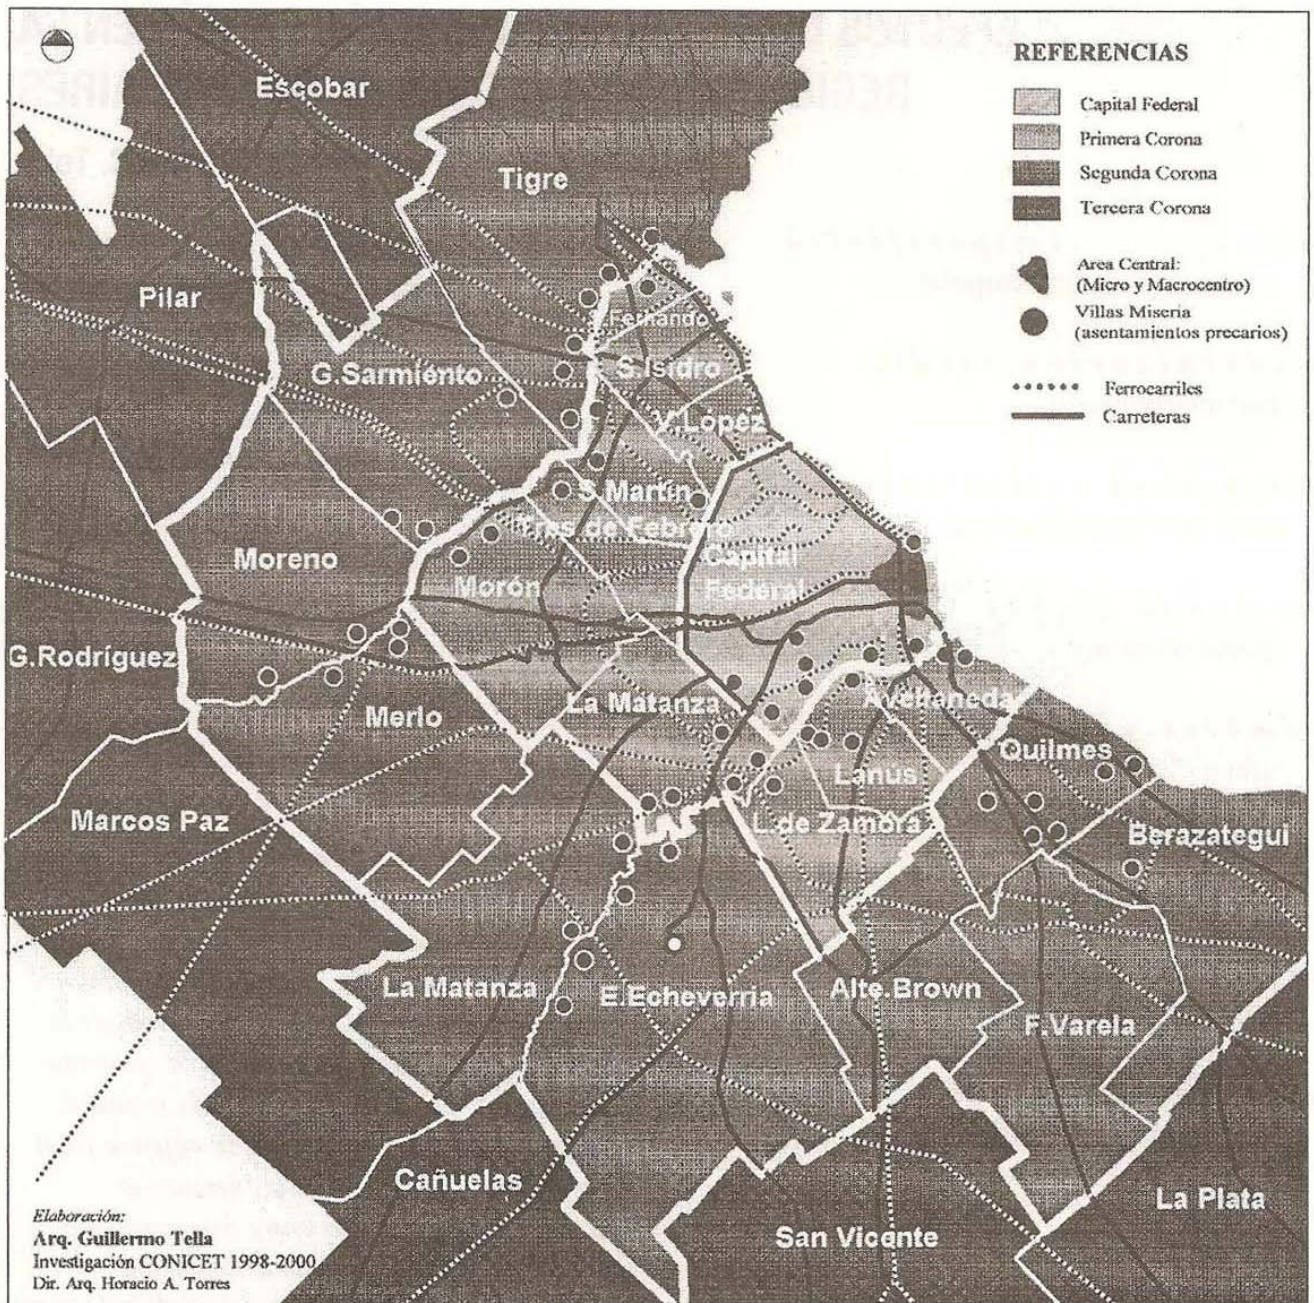 REFERENCIAS
Capital Federal
Primera Corona
Segunda Corona
Tercera Corona
Area Central:
(Micro y Macrocentro)
Villas Miseria
(asentamientos precarios)
Ferrocarriles
Carreteras
Escobar
Tigre
Pilar
Fernando
G.Sarmiento
S.Isidro
V.López
S.Martín
Tres de Febrero
Capital
Federal
Moreno
Morón
G.Rodríguez
Merlo
La Matanza
Avellaneda
Quilmes
Lanús
Marcos Paz
L.de Zamora
Berazategui
La Matanza
E.Echeverria
Alte.Brown
F.Varela
Cañuelas
San Vicente
La Plata
Elaboración:
Arq. Guillermo Tella
Investigación CONICET 1998-2000
Dir. Arq. Horacio A. Torres